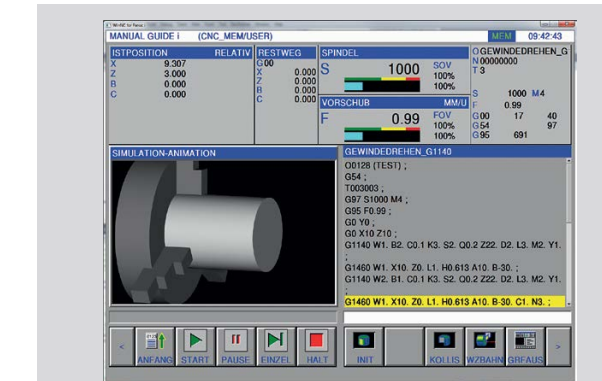 WinNC for Fanuc
MANUAL GUIDE i (CNC_MEM/USER) MEM 09:42:43
ISTPOSITION RELATIV
X 9.307
Z 3.000
B 0.000
C 0.000
RESTWEG
G00
X 0.000
Z 0.000
B 0.000
C 0.000
SPINDEL
S 1000 SOV
100%
100%
VORSCHUB MM/U
F 0.99 FOV
100%
100%
O GEWINDEDREHEN_G
N 00000000
T 3
S 1000 M4
F 0.99
G00 17 40
G54 97
G95 691
SIMULATION-ANIMATION
GEWINDEDREHEN_G1140
O0128 (TEST) ;
G54 ;
T003003 ;
G97 S1000 M4 ;
G95 F0.99 ;
G0 Y0 ;
G0 X10 Z10 ;
G1140 W1. B2. C0.1 K3. S2. Q0.2 Z22. D2. L3. M2. Y1.
;
G1460 W1. X10. Z0. L1. H0.613 A10. B-30. ;
G1140 W2. B1. C0.1 K3. S2. Q0.2 Z22. D2. L3. M2. Y1.
;
G1460 W1. X10. Z0. L1. H0.613 A10. B-30. C1. N3. ;
< ANFANG START PAUSE EINZEL HALT INIT KOLLIS WZBAHN GRFAUS >